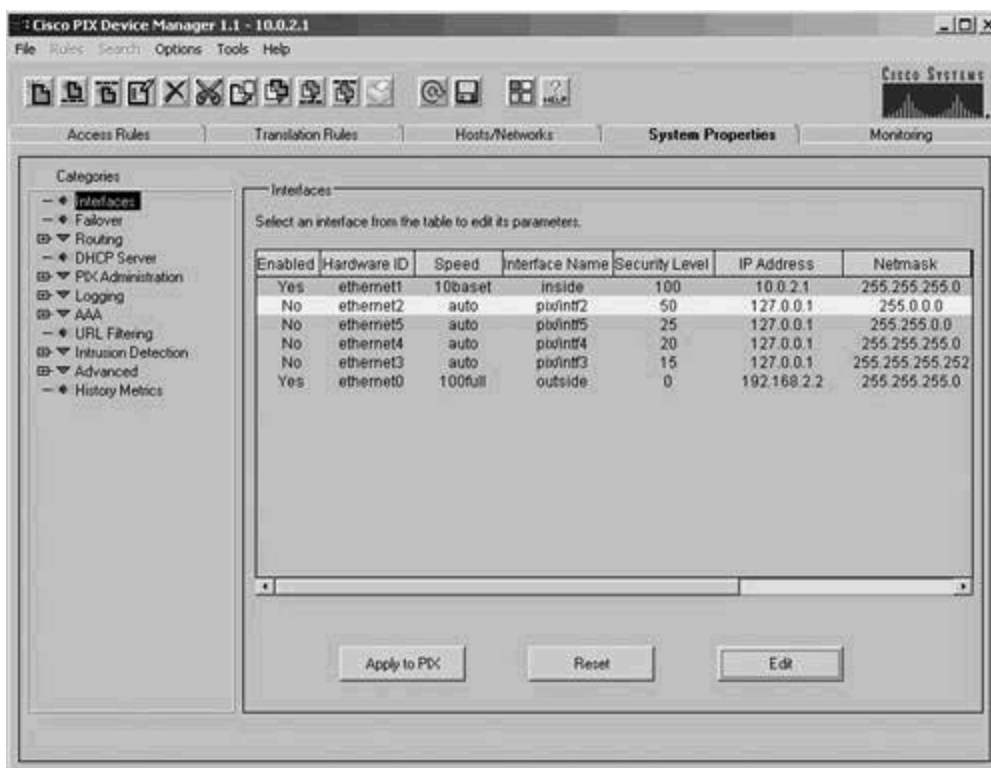 Cisco PIX Device Manager 1.1 - 10.0.2.1
File Rules Search Options Tools Help
HELP
CISCO SYSTEMS
Access Rules Translation Rules Hosts/Networks System Properties Monitoring
Categories
Interfaces
Failover
Routing
DHCP Server
PIX Administration
Logging
AAA
URL Filtering
Intrusion Detection
Advanced
History Metrics
Interfaces
Select an interface from the table to edit its parameters.
Enabled Hardware ID Speed Interface Name Security Level IP Address Netmask
Yes ethernet1 10baset inside 100 10.0.2.1 255.255.255.0
No ethernet2 auto pix/intf2 50 127.0.0.1 255.0.0.0
No ethernet5 auto pix/intf5 25 127.0.0.1 255.255.0.0
No ethernet4 auto pix/intf4 20 127.0.0.1 255.255.255.0
No ethernet3 auto pix/intf3 15 127.0.0.1 255.255.255.252
Yes ethernet0 100full outside 0 192.168.2.2 255.255.255.0
Apply to PIX Reset Edit